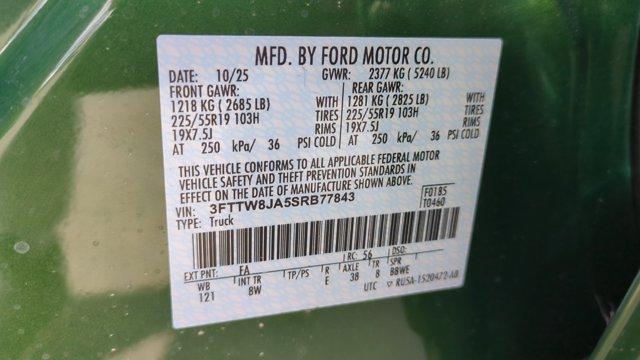 MFD. BY FORD MOTOR CO.
DATE: 10/25 GVWR: 2377 KG ( 5240 LB)
FRONT GAWR: REAR GAWR:
1218 KG ( 2685 LB) WITH 1281 KG ( 2825 LB) WITH
225/55R19 103H TIRES 225/55R19 103H TIRES
19X7.5J RIMS 19X7.5J RIMS
AT 250 kPa/ 36 PSI COLD AT 250 kPa/ 36 PSI COLD
THIS VEHICLE CONFORMS TO ALL APPLICABLE FEDERAL MOTOR
VEHICLE SAFETY AND THEFT PREVENTION STANDARDS IN
EFFECT ON THE DATE OF MANUFACTURE SHOWN ABOVE.
VIN: 3FTTW8JA5SRB77843 F0185
TYPE: Truck T0460
EXT PNT: FA RC: 56 DSO:
WB INT TR TP/PS R AXLE TR SPR
121 8W E 38 8 BBWE
UTC ▽ RU5A-1520472-AB